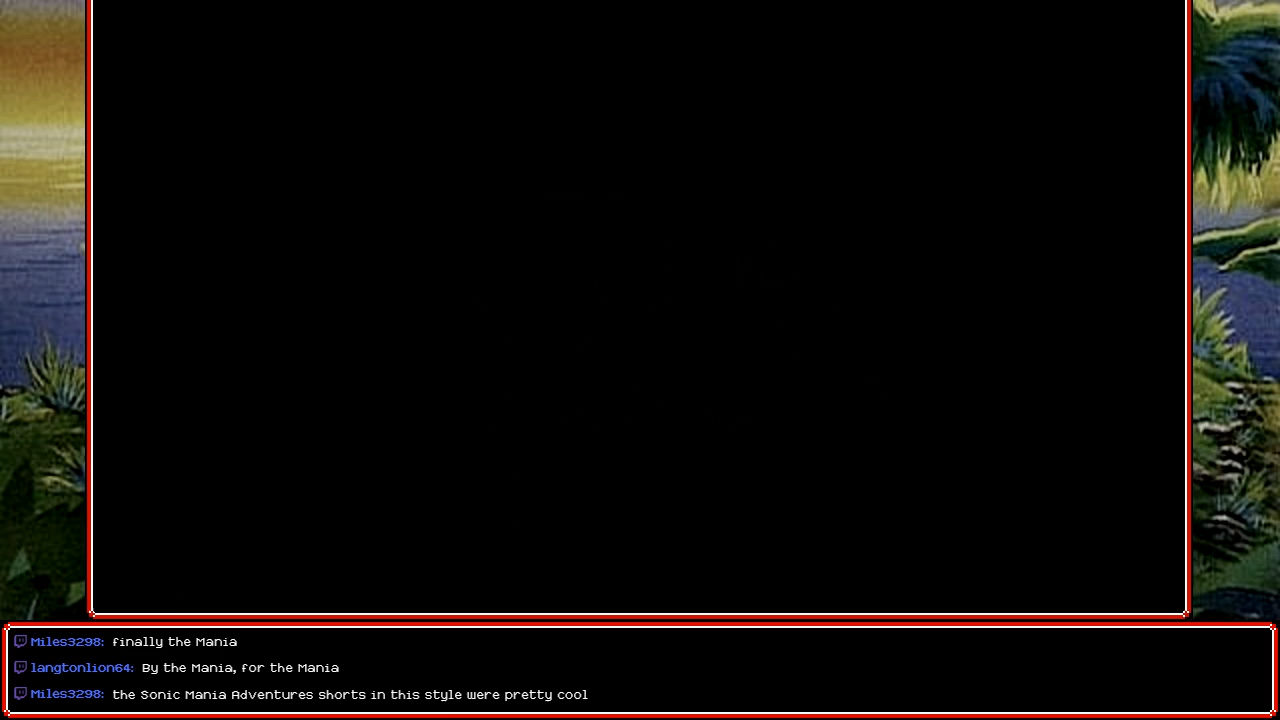 Miles3298: finally the Mania
langtonlion64: By the Mania, for the Mania
Miles3298: the Sonic Mania Adventures shorts in this style were pretty cool